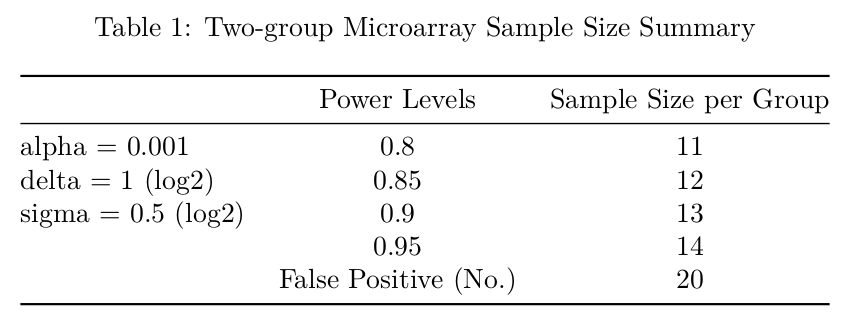 Table 1: Two-group Microarray Sample Size Summary
Power Levels Sample Size per Group
alpha = 0.001 0.8 11
delta = 1 (log2) 0.85 12
sigma = 0.5 (log2) 0.9 13
0.95 14
False Positive (No.) 20